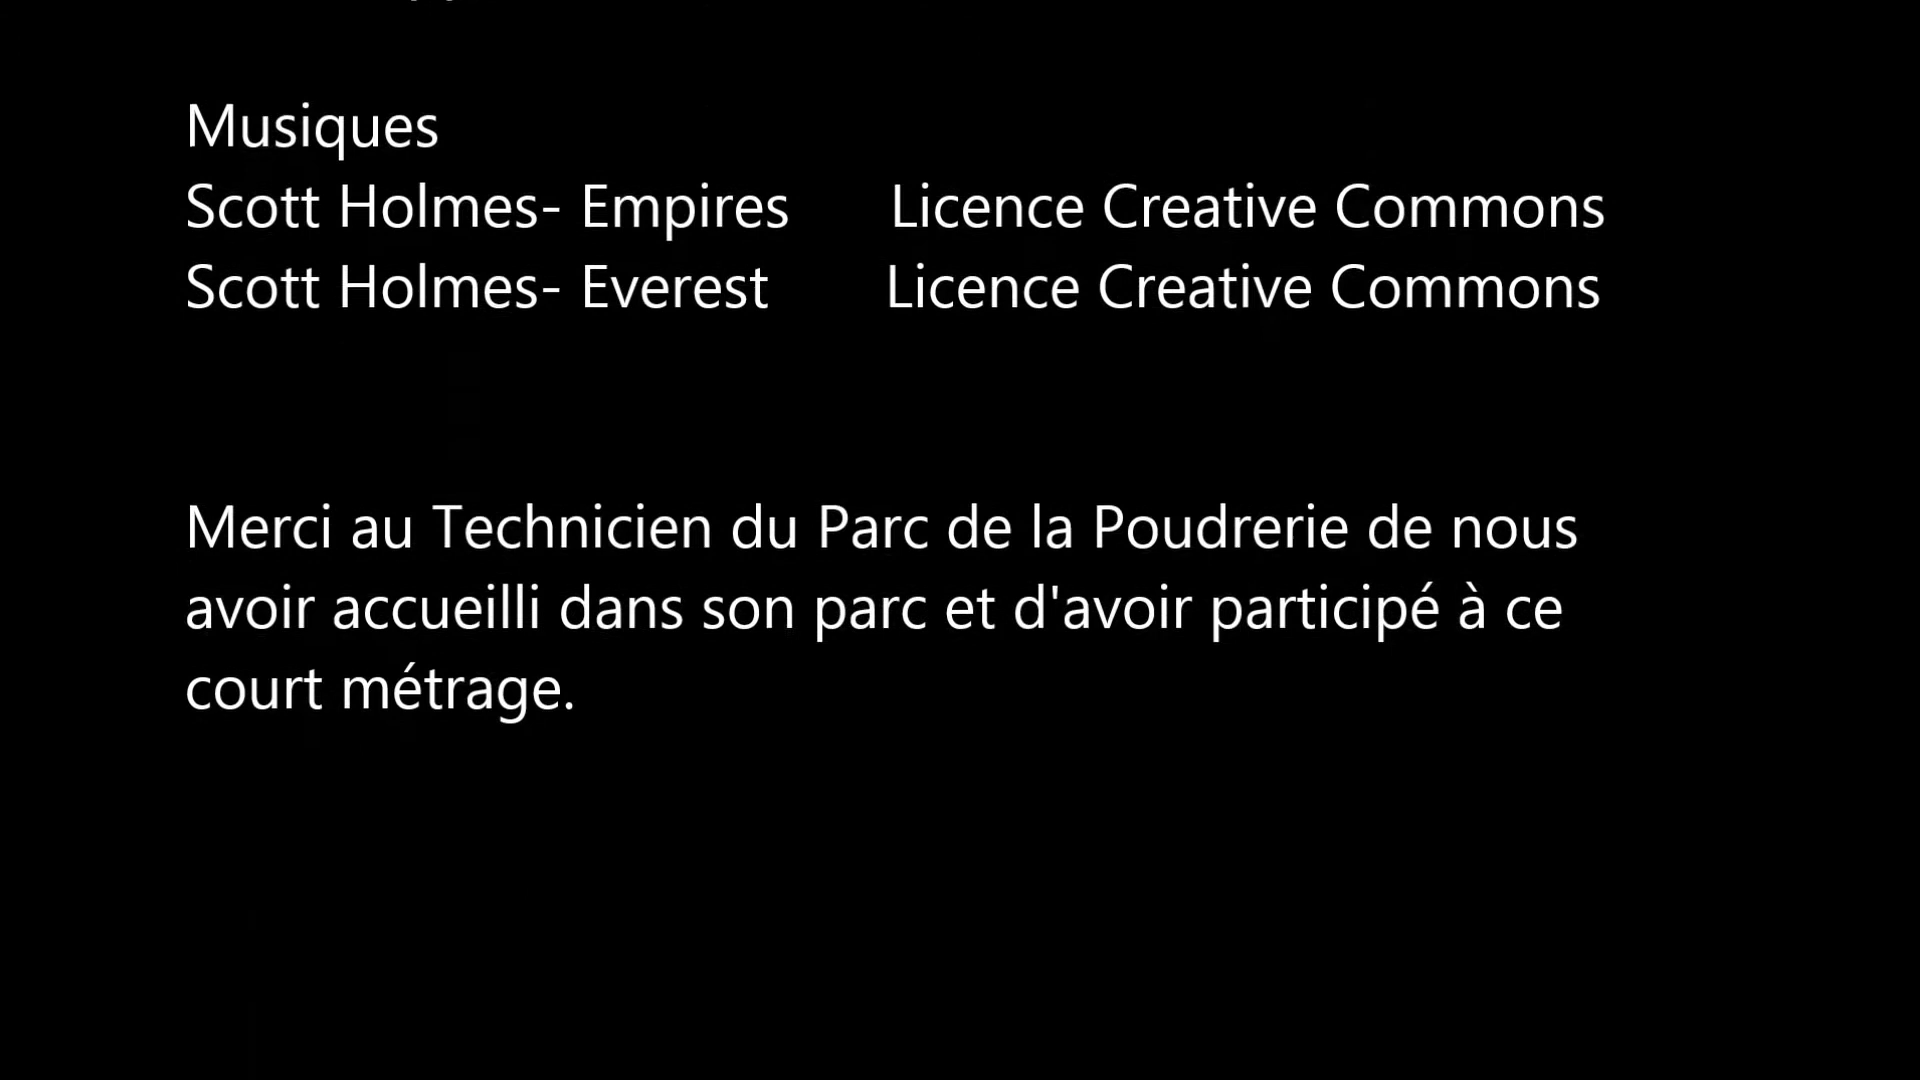 Musiques
Scott Holmes- Empires Licence Creative Commons
Scott Holmes- Everest Licence Creative Commons
Merci au Technicien du Parc de la Poudrerie de nous
avoir accueilli dans son parc et d'avoir participé à ce
court métrage.